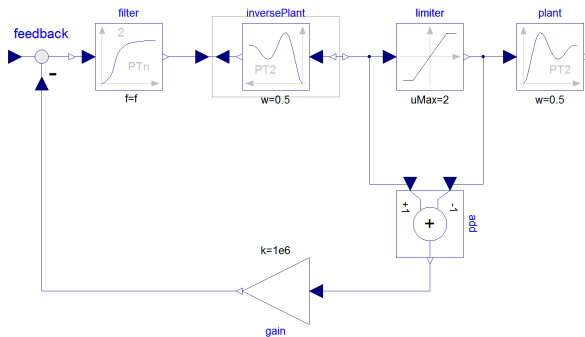 filter
inversePlant
limiter
plant
feedback
2
PTn
PT2
PT2
-
f=f
w=0.5
uMax=2
w=0.5
+1
-1
+
add
k=1e6
gain